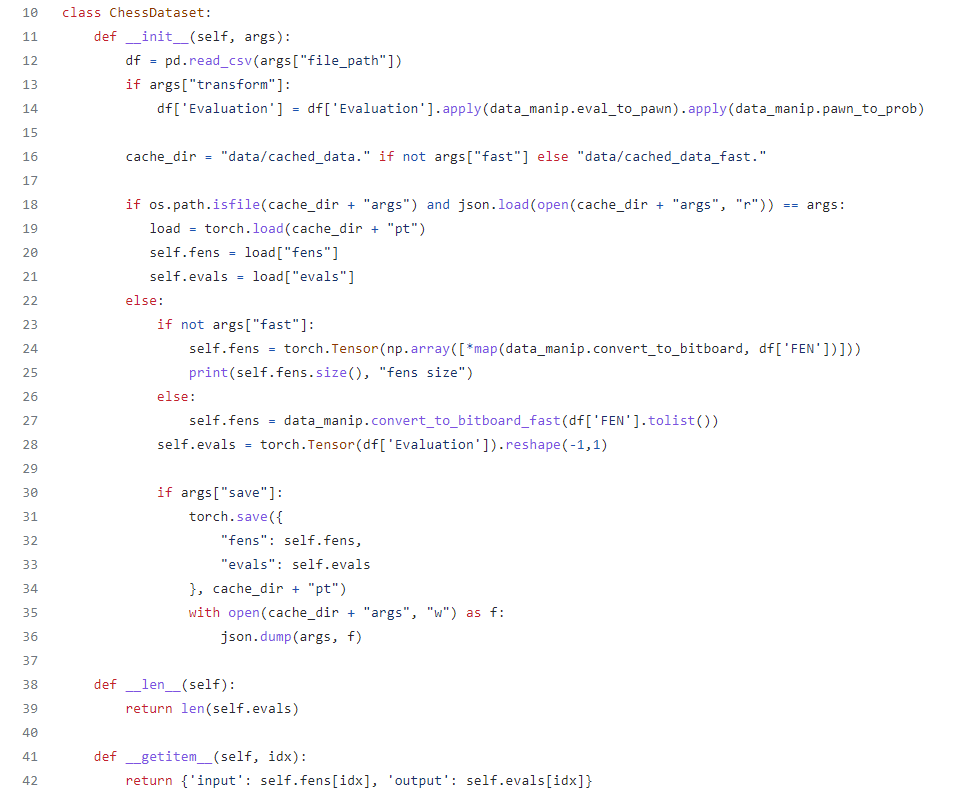 10 class ChessDataset:
11     def __init__(self, args):
12         df = pd.read_csv(args["file_path"])
13         if args["transform"]:
14             df['Evaluation'] = df['Evaluation'].apply(data_manip.eval_to_pawn).apply(data_manip.pawn_to_prob)
15
16         cache_dir = "data/cached_data." if not args["fast"] else "data/cached_data_fast."
17
18         if os.path.isfile(cache_dir + "args") and json.load(open(cache_dir + "args", "r")) == args:
19            load = torch.load(cache_dir + "pt")
20            self.fens = load["fens"]
21            self.evals = load["evals"]
22         else:
23             if not args["fast"]:
24                 self.fens = torch.Tensor(np.array([*map(data_manip.convert_to_bitboard, df['FEN'])]))
25                 print(self.fens.size(), "fens size")
26             else:
27                 self.fens = data_manip.convert_to_bitboard_fast(df['FEN'].tolist())
28             self.evals = torch.Tensor(df['Evaluation']).reshape(-1,1)
29
30             if args["save"]:
31                 torch.save({
32                     "fens": self.fens,
33                     "evals": self.evals
34                 }, cache_dir + "pt")
35                 with open(cache_dir + "args", "w") as f:
36                     json.dump(args, f)
37
38     def __len__(self):
39         return len(self.evals)
40
41     def __getitem__(self, idx):
42         return {'input': self.fens[idx], 'output': self.evals[idx]}